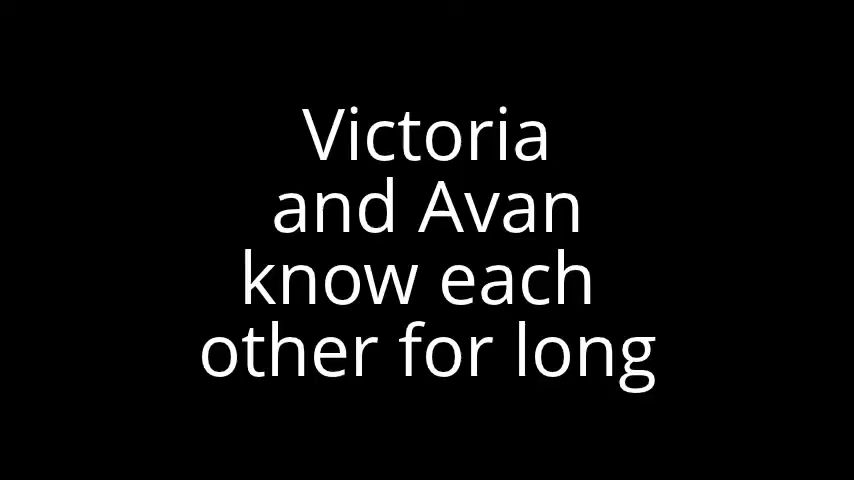 Victoria
and Avan
know each
other for long